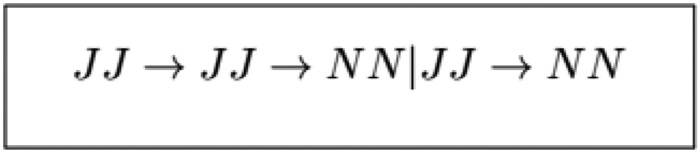 JJ → JJ → NN|JJ → NN